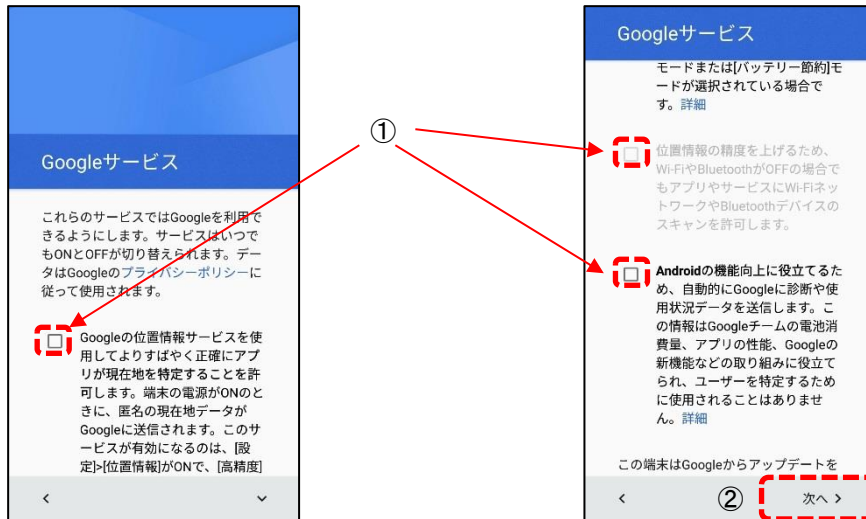 Googleサービス
これらのサービスではGoogleを利用で
きるようにします。サービスはいつで
もONとOFFが切り替えられます。デー
タはGoogleのプライバシーポリシーに
従って使用されます。
Googleの位置情報サービスを使
用してよりすばやく正確にアプ
リが現在地を特定することを許
可します。端末の電源がONのと
きに、匿名の現在地データが
Googleに送信されます。このサ
ービスが有効になるのは、[設
定]>[位置情報]がONで、[高精度]
①
Googleサービス
モードまたは[バッテリー節約]モ
ードが選択されている場合で
す。詳細
位置情報の精度を上げるため、
Wi-FiやBluetoothがOFFの場合で
もアプリやサービスにWi-Fiネッ
トワークやBluetoothデバイスの
スキャンを許可します。
Androidの機能向上に役立てるた
め、自動的にGoogleに診断や使
用状況データを送信します。こ
の情報はGoogleチームの電池消
費量、アプリの性能、Googleの
新機能などの取り組みに役立て
られ、ユーザーを特定するため
に使用されることはありませ
ん。詳細
この端末はGoogleからアップデートを
②
次へ